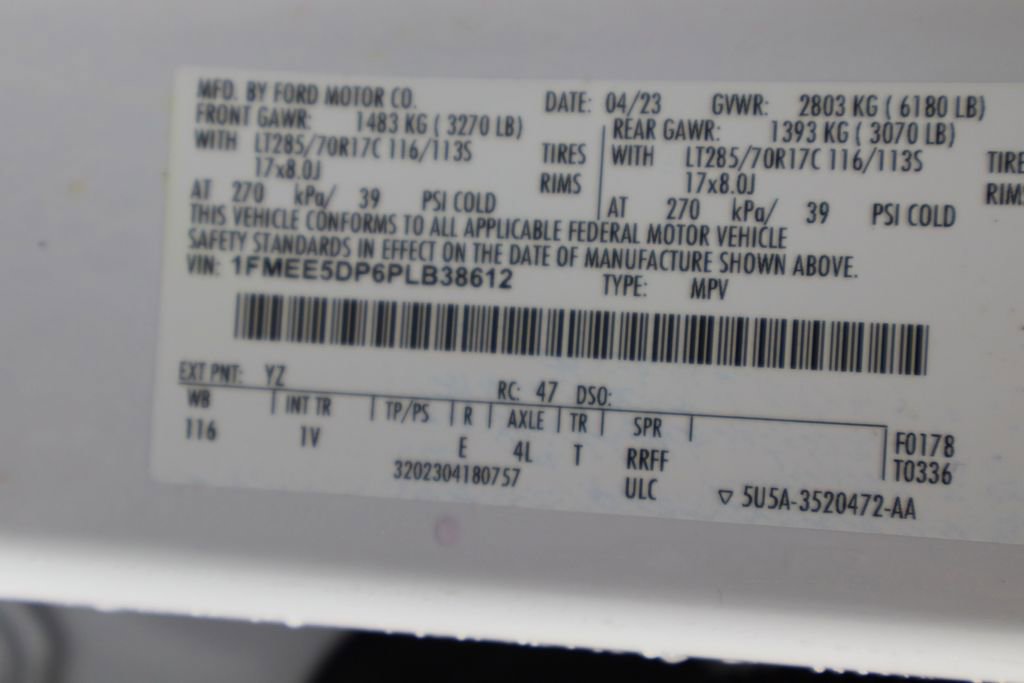 MFD. BY FORD MOTOR CO. DATE: 04/23 GVWR: 2803 KG ( 6180 LB)
FRONT GAWR: 1483 KG ( 3270 LB) REAR GAWR: 1393 KG ( 3070 LB)
WITH LT285/70R17C 116/113S TIRES WITH LT285/70R17C 116/113S TIRE
17x8.0J RIMS 17x8.0J RIMS
AT 270 kPa/ 39 PSI COLD AT 270 kPa/ 39 PSI COLD
THIS VEHICLE CONFORMS TO ALL APPLICABLE FEDERAL MOTOR VEHICLE
SAFETY STANDARDS IN EFFECT ON THE DATE OF MANUFACTURE SHOWN ABOVE.
VIN: 1FMEE5DP6PLB38612 TYPE: MPV
EXT PNT: YZ RC: 47 DSO:
WB INT TR TP/PS R AXLE TR SPR
116 1V E 4L T RRFF F0178
3202304180757 ULC T0336
▽ 5U5A-3520472-AA